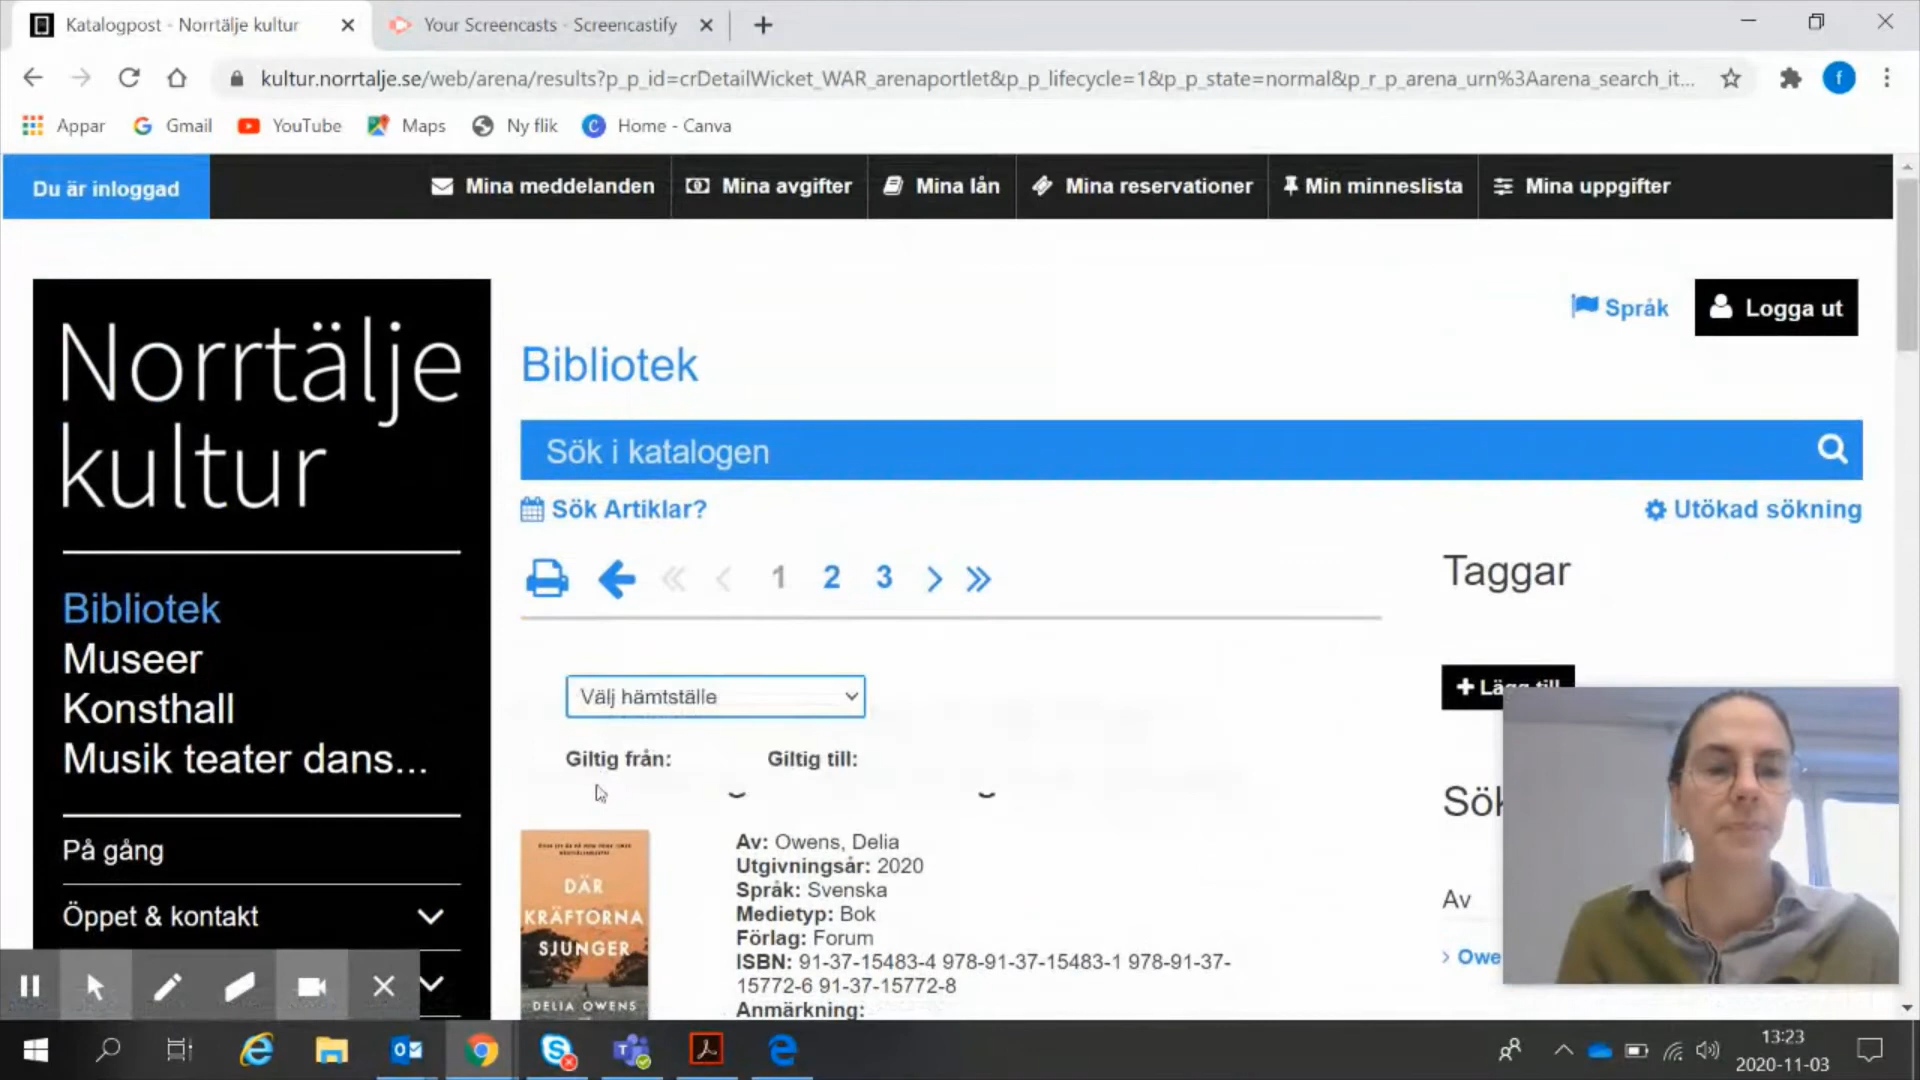 Katalogpost - Norrtälje kultur
Your Screencasts - Screencastify
kultur.norrtalje.se/web/arena/results?p_p_id=crDetailWicket_WAR_arenaportlet&p_p_lifecycle=1&p_p_state=normal&p_r_p_arena_urn%3Aarena_search_it...
f
Appar
Gmail
YouTube
Maps
Ny flik
Home - Canva
Du är inloggad
Mina meddelanden
Mina avgifter
Mina lån
Mina reservationer
Min minneslista
Mina uppgifter
Språk
Logga ut
Norrtälje
kultur
Bibliotek
Museer
Konsthall
Musik teater dans...
På gång
Öppet & kontakt
Bibliotek
Sök i katalogen
Sök Artiklar?
Utökad sökning
1 2 3
Välj hämtställe
Giltig från: Giltig till:
DÄR
KRÄFTORNA
SJUNGER
DELIA OWENS
Av: Owens, Delia
Utgivningsår: 2020
Språk: Svenska
Medietyp: Bok
Förlag: Forum
ISBN: 91-37-15483-4 978-91-37-15483-1 978-91-37-
15772-6 91-37-15772-8
Anmärkning:
Taggar
+ Lägg till
Sök
Av
Owe
13:23
2020-11-03